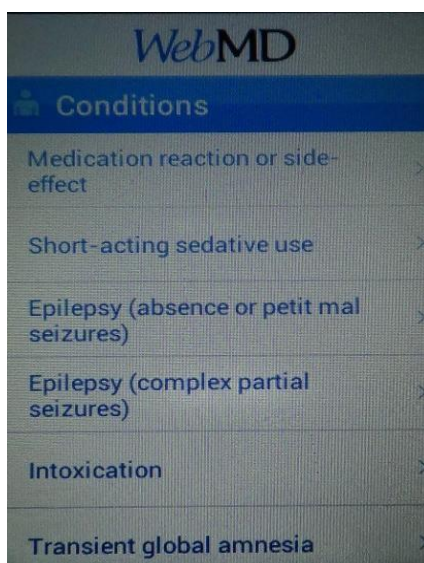 WebMD
Conditions
Medication reaction or side-
effect
Short-acting sedative use
Epilepsy (absence or petit mal
seizures)
Epilepsy (complex partial
seizures)
Intoxication
Transient global amnesia